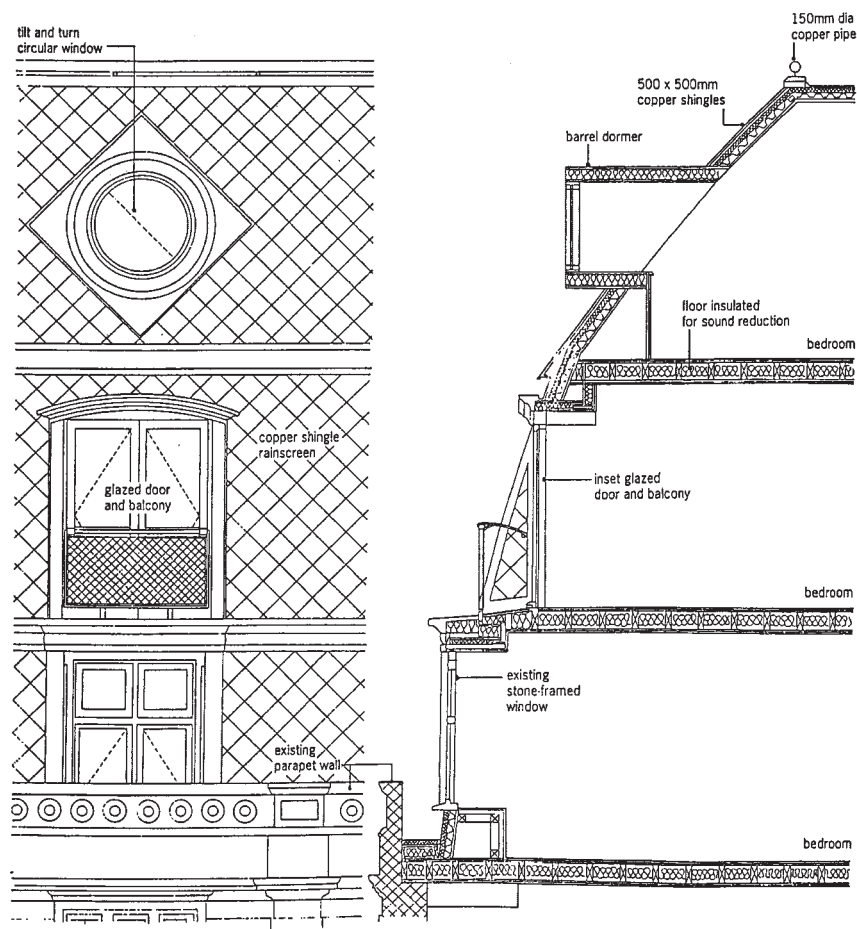 tilt and turn
circular window
150mm dia
copper pipe
500 x 500mm
copper shingles
barrel dormer
floor insulated
for sound reduction
bedroom
copper shingle
rainscreen
glazed door
and balcony
inset glazed
door and balcony
bedroom
existing
stone-framed
window
existing
parapet wall
bedroom